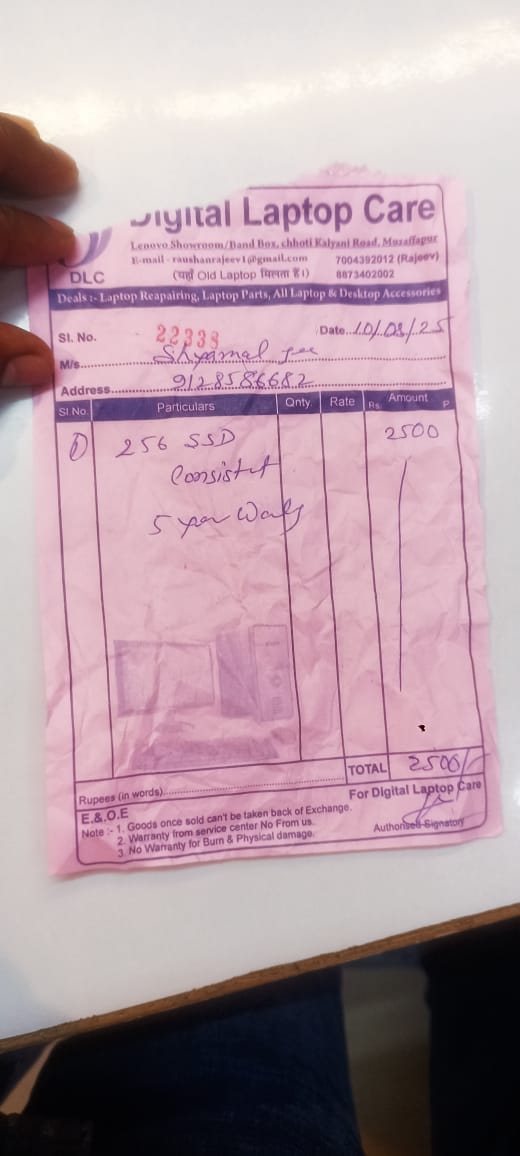 Digital Laptop Care
DLC
Lenovo Showroom/Band Box, chhoti Kalyani Road, Muzaffapur
E-mail - raushanrajeev1@gmail.com 7004392012 (Rajeev)
(यहाँ Old Laptop मिलता है।) 8873402002
Deals :- Laptop Reapairing, Laptop Parts, All Laptop & Desktop Accessories
Sl. No. 22338 Date..10/08/25
M/s. Shyamal jee
Address 9128586682
Sl No. Particulars Qnty. Rate Amount
Rs. P
① 256 SSD 2500
Consistent
5 year
TOTAL 2500/-
Rupees (in words)
E.& O.E For Digital Laptop Care
Note :- 1. Goods once sold can't be taken back of Exchange.
2. Warranty from service center No From us.
3. No Warranty for Burn & Physical damage.
Authorised Signatory